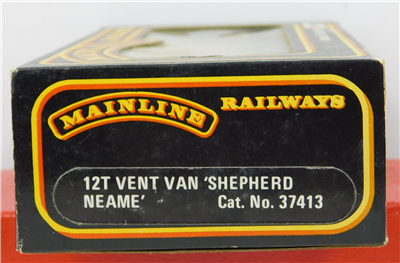 MAINLINE RAILWAYS
12T VENT VAN 'SHEPHERD
NEAME' Cat. No. 37413